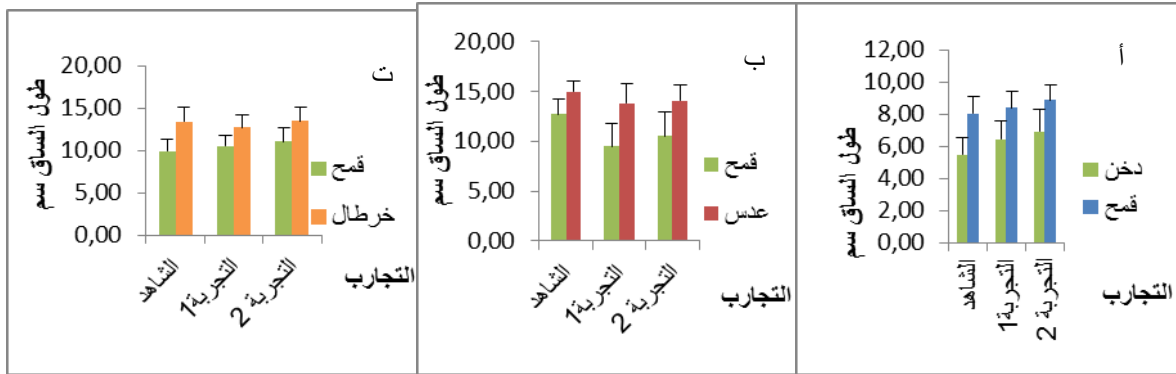 أ
12,00
10,00
8,00
6,00
4,00
2,00
0,00
طول الساق سم
دخن
قمح
الشاهد
التجربة1
التجربة 2
التجارب
ب
20,00
15,00
10,00
5,00
0,00
طول الساق سم
قمح
عدس
الشاهد
التجربة1
التجربة 2
التجارب
ت
20,00
15,00
10,00
5,00
0,00
طول الساق سم
قمح
خرطال
الشاهد
التجربة1
التجربة 2
التجارب